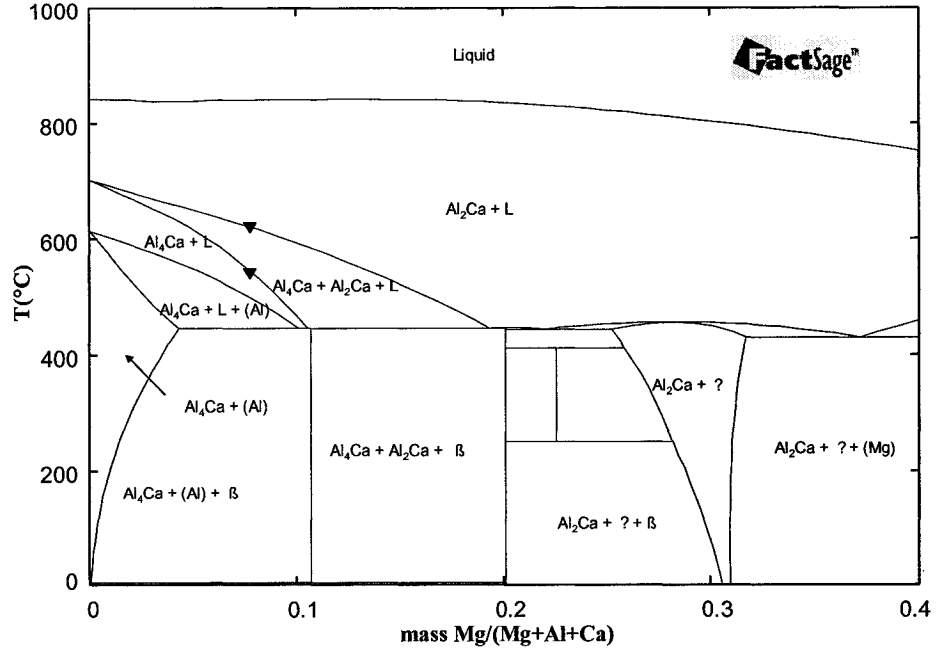 1000
Liquid
FactSage™
800
Al₂Ca + L
600
Al₄Ca + L
Al₄Ca + Al₂Ca + L
Al₄Ca + L + (Al)
T(°C)
400
Al₂Ca + ?
Al₄Ca + (Al)
Al₄Ca + Al₂Ca + ß
Al₂Ca + ? + (Mg)
200
Al₄Ca + (Al) + ß
Al₂Ca + ? + ß
0
0 0.1 0.2 0.3 0.4
mass Mg/(Mg+Al+Ca)